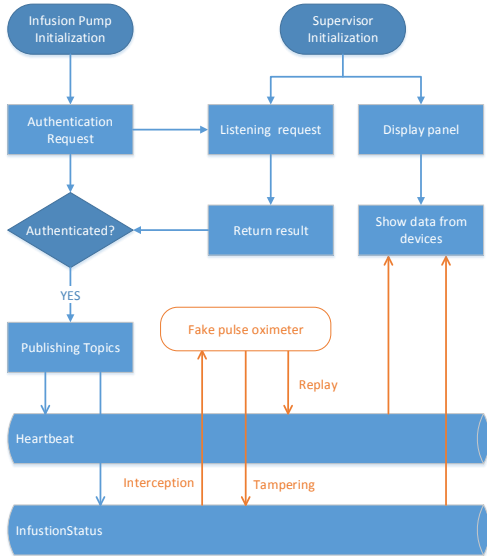 Infusion Pump
Initialization
Supervisor
Initialization
Authentication
Request
Listening request
Display panel
Authenticated?
Return result
Show data from
devices
YES
Publishing Topics
Fake pulse oximeter
Replay
Heartbeat
Interception
Tampering
InfustionStatus